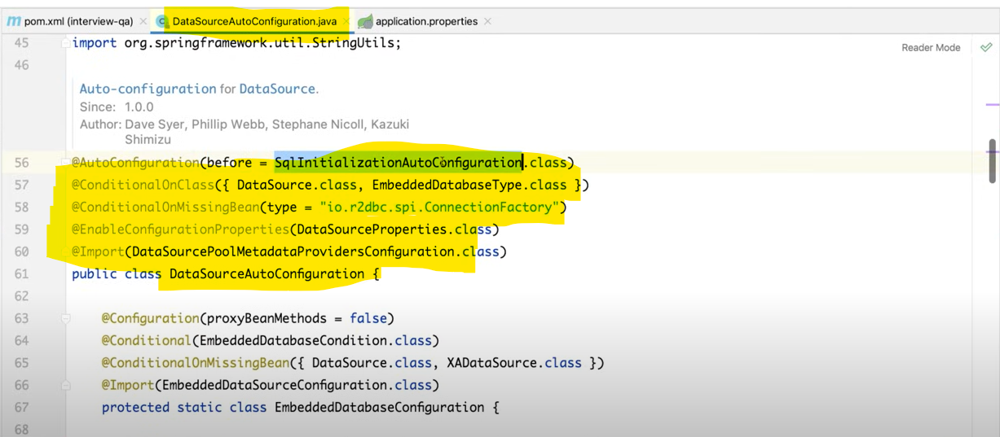 pom.xml (interview-qa) DataSourceAutoConfiguration.java application.properties
45 import org.springframework.util.StringUtils;
Reader Mode
46
Auto-configuration for DataSource.
Since: 1.0.0
Author: Dave Syer, Phillip Webb, Stephane Nicoll, Kazuki
Shimizu
56 @AutoConfiguration(before = SqlInitializationAutoConfiguration.class)
57 @ConditionalOnClass({ DataSource.class, EmbeddedDatabaseType.class })
58 @ConditionalOnMissingBean(type = "io.r2dbc.spi.ConnectionFactory")
59 @EnableConfigurationProperties(DataSourceProperties.class)
60 @Import(DataSourcePoolMetadataProvidersConfiguration.class)
61 public class DataSourceAutoConfiguration {
62
63 @Configuration(proxyBeanMethods = false)
64 @Conditional(EmbeddedDatabaseCondition.class)
65 @ConditionalOnMissingBean({ DataSource.class, XADataSource.class })
66 @Import(EmbeddedDataSourceConfiguration.class)
67 protected static class EmbeddedDatabaseConfiguration {
68